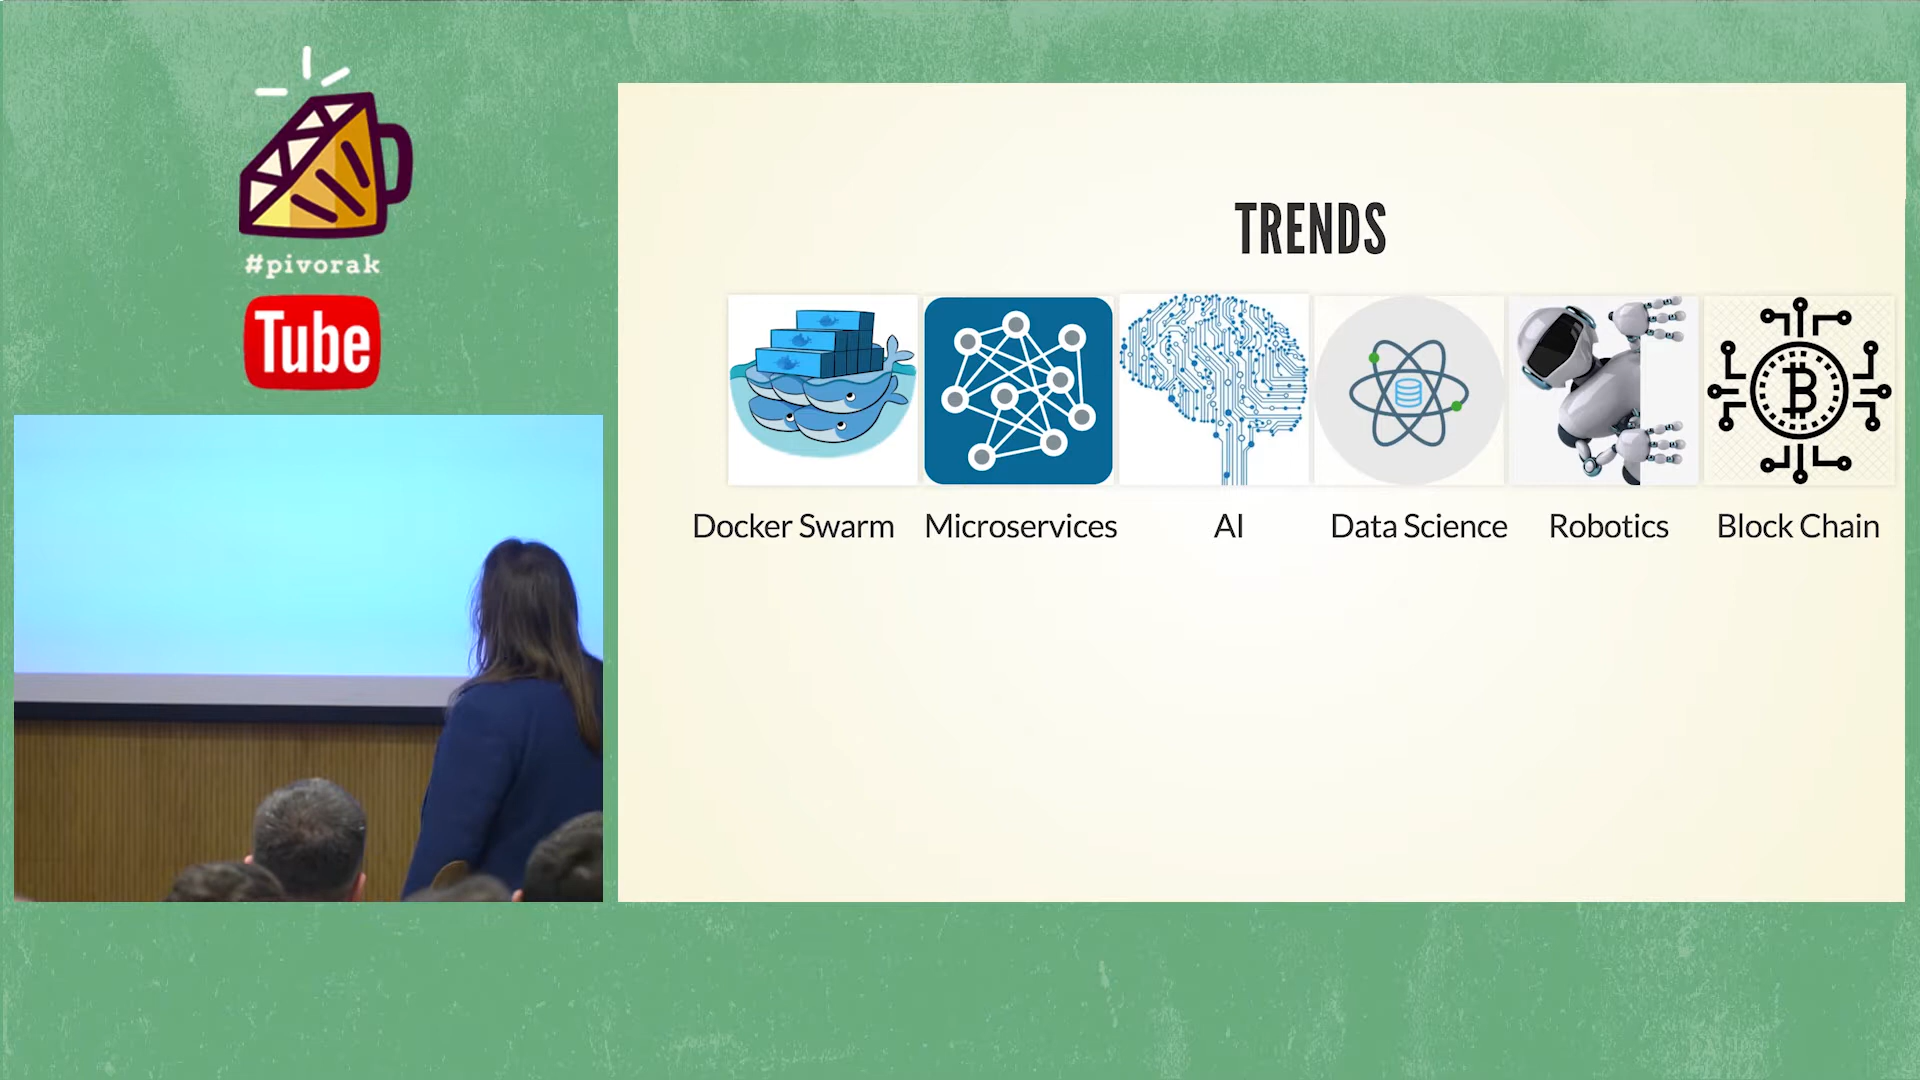 #pivorak
Tube
TRENDS
Docker Swarm
Microservices
AI
Data Science
Robotics
Block Chain